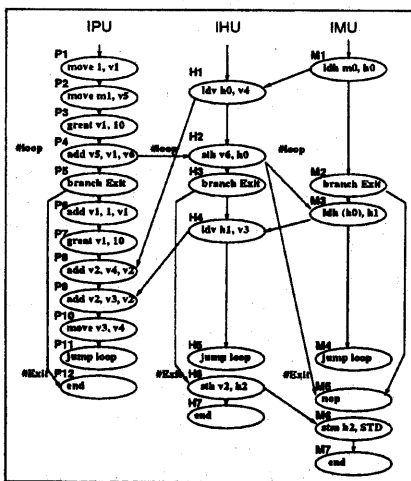 IPU IHU IMU
P1
move 1, v1
P2
move m1, v5
P3
great v1, 10
#loop
P4
add v5, v1, v6
P5
branch Exit
P6
add v1, 1, v1
P7
great v1, 10
P8
add v2, v4, v2
P9
add v2, v3, v2
P10
move v3, v4
P11
jump loop
#Exit
P12
end
H1
ldv h0, v4
#loop
H2
sth v6, h0
H3
branch Exit
H4
ldv h1, v3
H5
jump loop
#Exit
H6
sth v2, h2
H7
end
M1
ldh m0, h0
#loop
M2
branch Exit
M3
ldh (h0), h1
M4
jump loop
#Exit
M5
nop
M6
stm h2, STD
M7
end